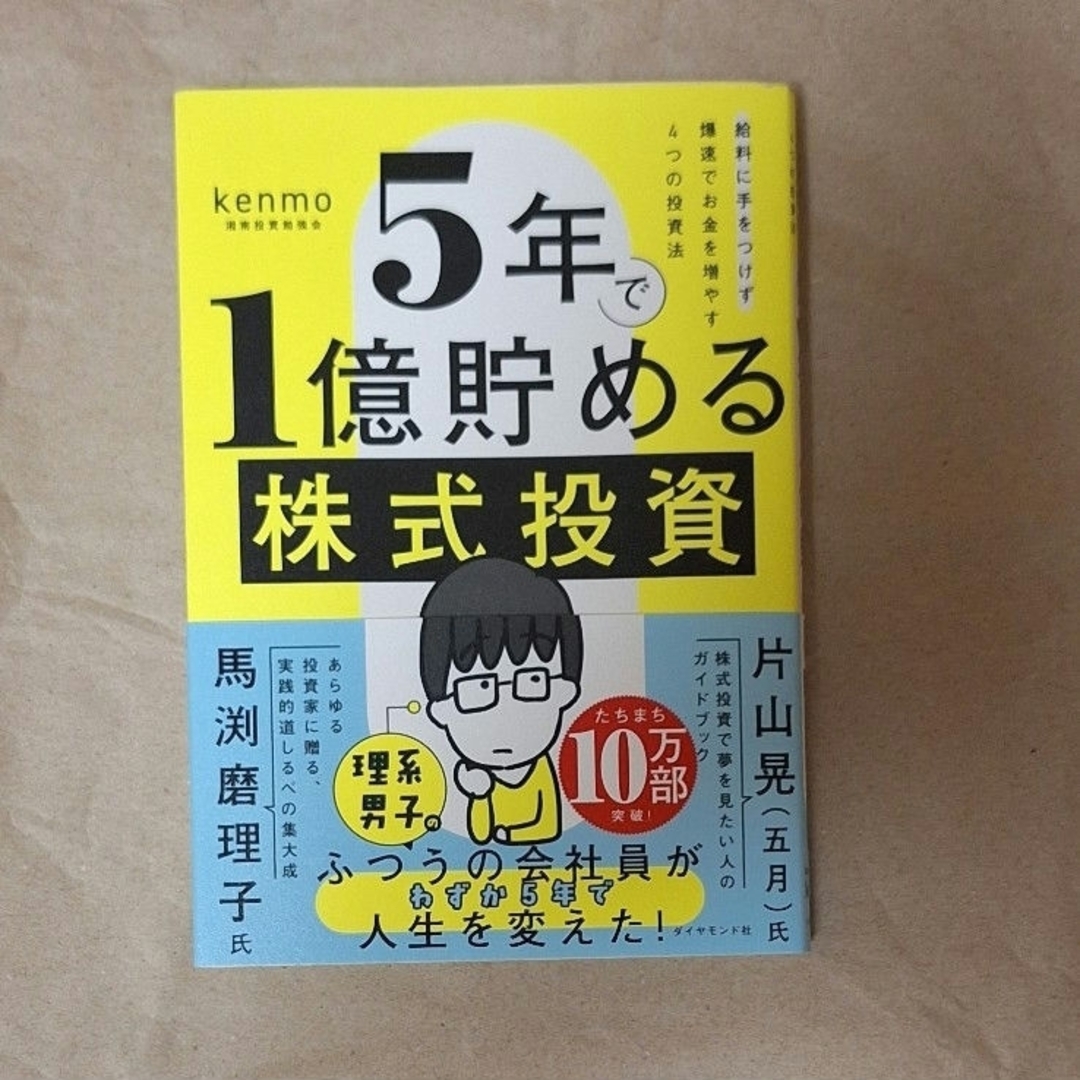 給料に手をつけず
爆速でお金を増やす
4つの投資法
kenmo
湘南投資勉強会
5年で
1億貯める
株式投資
片山晃(五月)氏
株式投資で夢を見たい人の
ガイドブック
あらゆる
投資家に贈る、
実践的道しるべの集大成
馬渕磨理子氏
たちまち
10万部
突破!
理系
男子の
ふつうの会社員が
わずか5年で
人生を変えた!
ダイヤモンド社